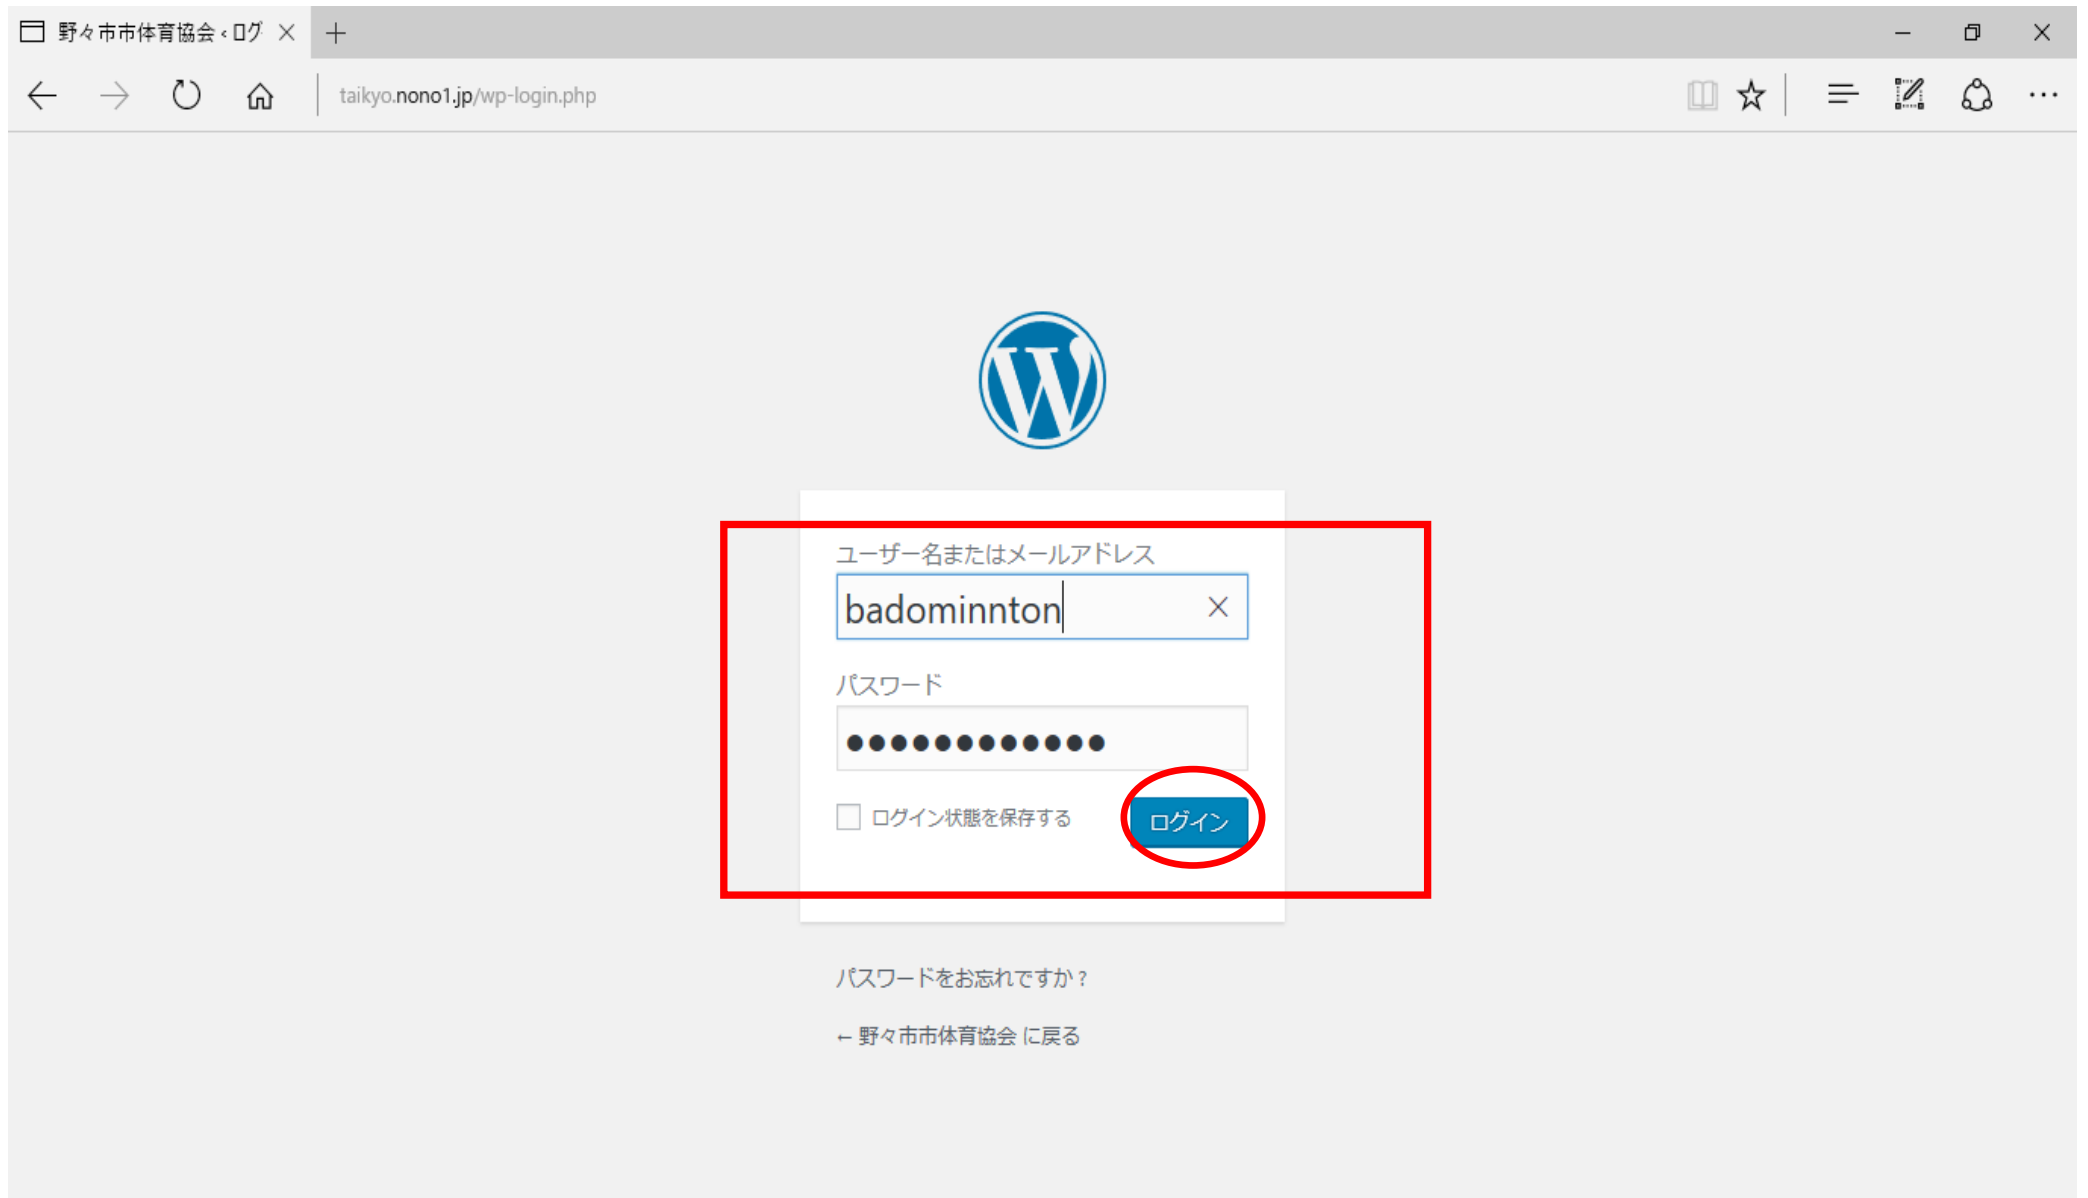 野々市市体育協会 ‹ ログ
taikyo.nono1.jp/wp-login.php
ユーザー名またはメールアドレス
badominnton
パスワード
●●●●●●●●●●●●
ログイン状態を保存する
ログイン
パスワードをお忘れですか ?
← 野々市市体育協会 に戻る